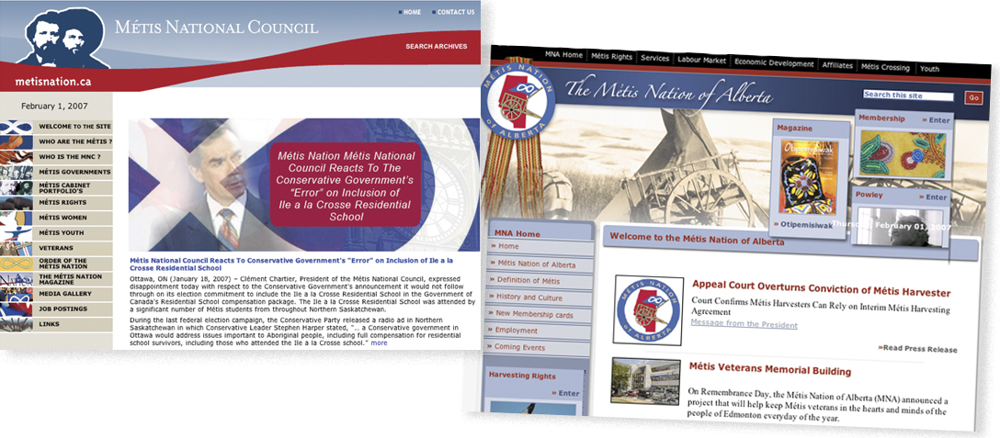 HOME
CONTACT US
MÉTIS NATIONAL COUNCIL
SEARCH ARCHIVES
metisnation.ca
February 1, 2007
WELCOME TO THE SITE
WHO ARE THE MÉTIS ?
WHO IS THE MNC ?
MÉTIS GOVERNMENTS
MÉTIS CABINET
PORTFOLIO'S
MÉTIS RIGHTS
MÉTIS WOMEN
MÉTIS YOUTH
VETERANS
ORDER OF THE
MÉTIS NATION
THE MÉTIS NATION
MAGAZINE
MEDIA GALLERY
JOB POSTINGS
LINKS
Métis Nation Métis National
Council Reacts To The
Conservative Government's
"Error" on Inclusion of
Ile a la Crosse Residential
School
Métis National Council Reacts To Conservative Government's "Error" on Inclusion of Ile a la
Crosse Residential School
Ottawa, ON (January 18, 2007) – Clément Chartier, President of the Métis National Council, expressed
disappointment today with respect to the Conservative Government's announcement it would not follow
through on its election commitment to include the Ile a la Crosse Residential School in the Government of
Canada's Residential School compensation package. The Ile a la Crosse Residential School was attended by
a significant number of Métis students from throughout Northern Saskatchewan.
During the last federal election campaign, the Conservative Party released a radio ad in Northern
Saskatchewan in which Conservative Leader Stephen Harper stated, "... a Conservative government in
Ottawa would address issues important to Aboriginal people, including full compensation for residential
school survivors, including those who attended the Ile a la Crosse school." more
MNA Home
Métis Rights
Services
Labour Market
Economic Development
Affiliates
Métis Crossing
Youth
MÉTIS NATION
of ALBERTA
The Métis Nation of Alberta
Search this site
Go
Magazine
Otipemisiwak
» Otipemisiwak
Membership
» Enter
Powley
» Enter
Thursday, February 01, 2007
MNA Home
» Home
» Métis Nation of Alberta
» Definition of Métis
» History and Culture
» New Membership cards
» Employment
» Coming Events
Harvesting Rights
» Enter
Welcome to the Métis Nation of Alberta
MÉTIS NATION
of ALBERTA
Appeal Court Overturns Conviction of Métis Harvester
Court Confirms Métis Harvesters Can Rely on Interim Métis Harvesting
Agreement
Message from the President
»Read Press Release
Métis Veterans Memorial Building
On Remembrance Day, the Métis Nation of Alberta (MNA) announced a
project that will help keep Métis veterans in the hearts and minds of the
people of Edmonton everyday of the year.